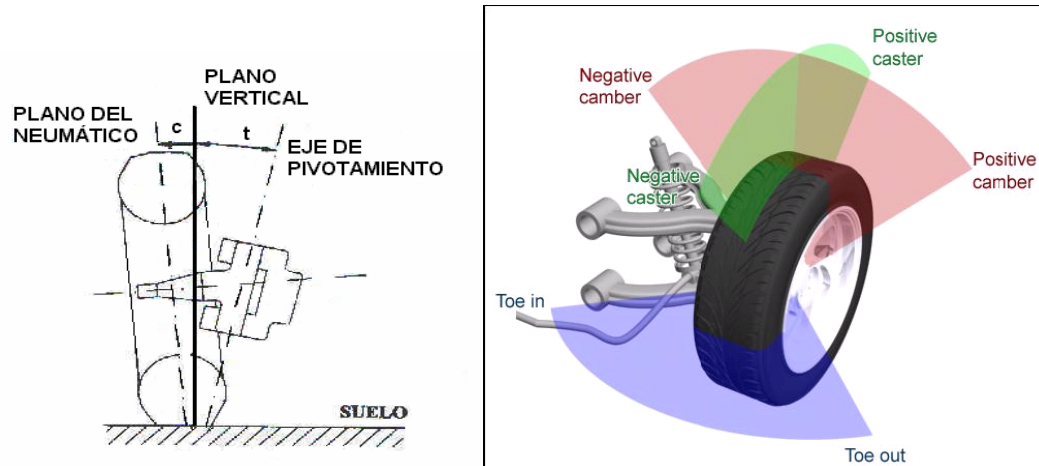 PLANO
VERTICAL
PLANO DEL
NEUMÁTICO
c
t
EJE DE
PIVOTAMIENTO
SUELO
Positive
caster
Negative
camber
Positive
camber
Negative
caster
Toe in
Toe out